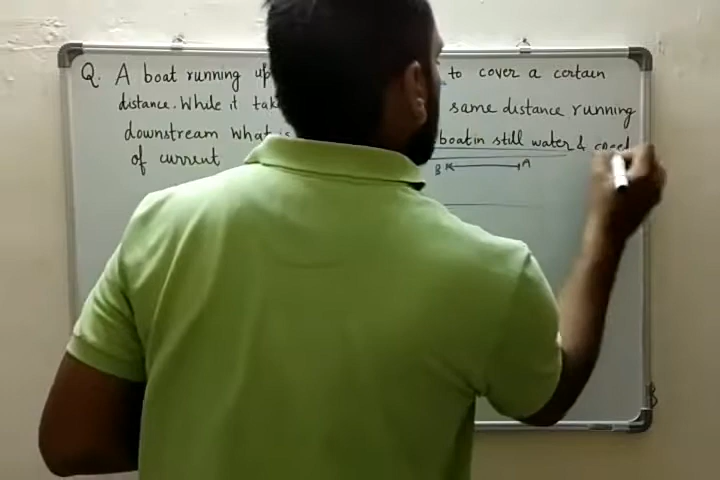 Q. A boat running up to cover a certain
distance. While it tak same distance running
downstream what is boat in still water & speed
of current
B A